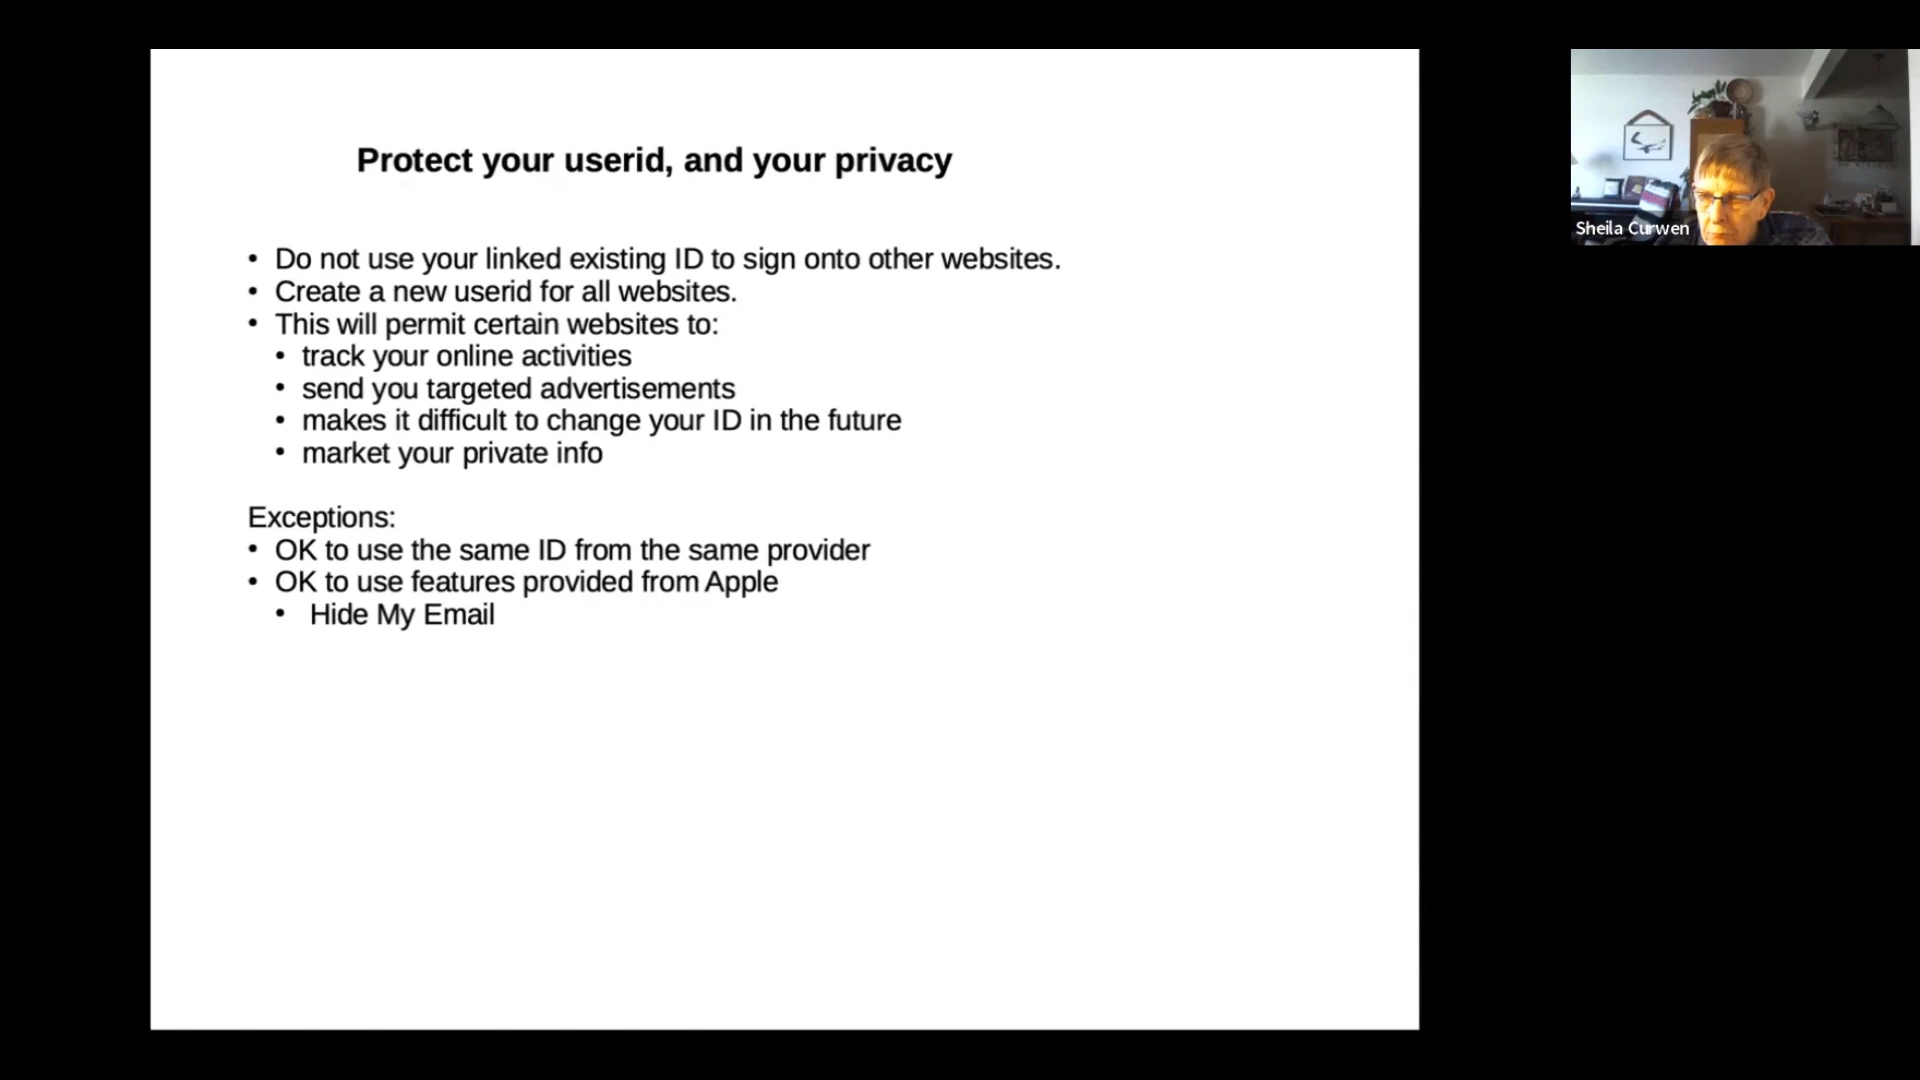 Protect your userid, and your privacy
• Do not use your linked existing ID to sign onto other websites.
• Create a new userid for all websites.
• This will permit certain websites to:
• track your online activities
• send you targeted advertisements
• makes it difficult to change your ID in the future
• market your private info
Exceptions:
• OK to use the same ID from the same provider
• OK to use features provided from Apple
• Hide My Email
Sheila Curwen